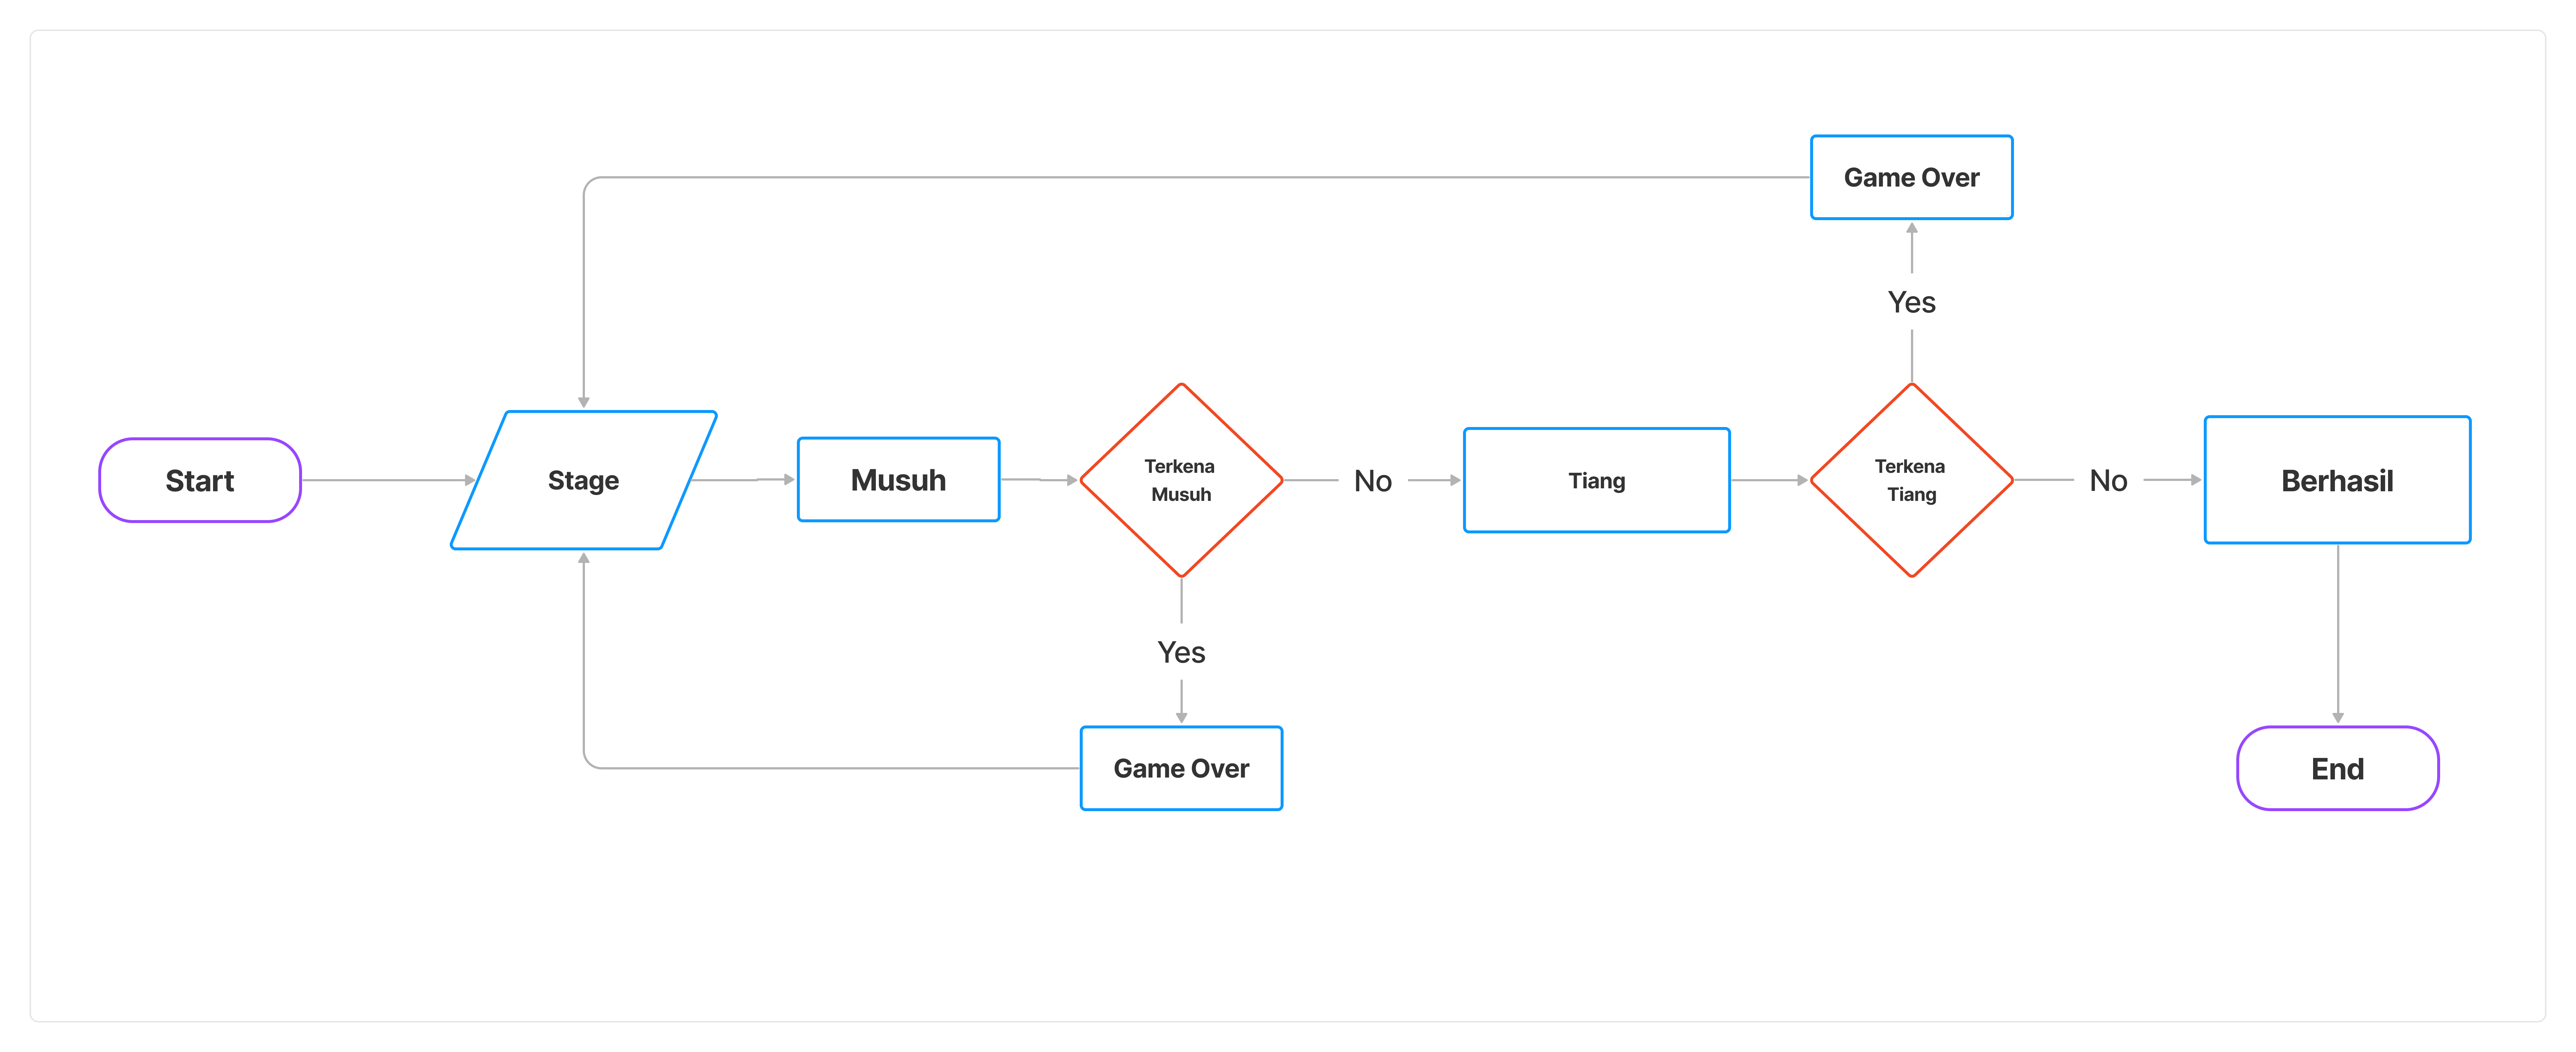 Game Over
Yes
Start
Stage
Musuh
Terkena
Musuh
No
Tiang
Terkena
Tiang
No
Berhasil
Yes
Game Over
End